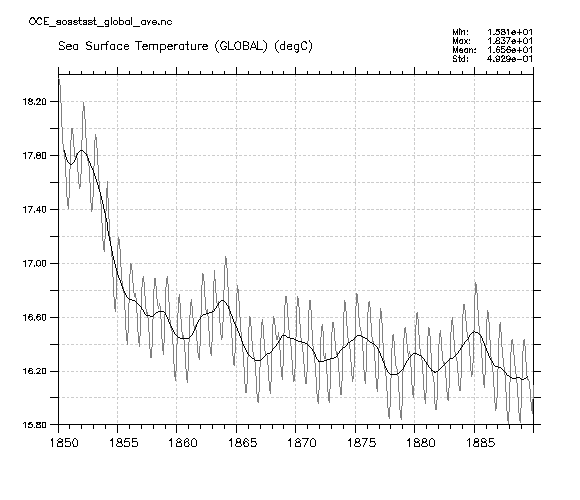 OCE_sosstsst_global_ave.nc
Sea Surface Temperature (GLOBAL) (degC)
Min: 1.581e+01
Max: 1.837e+01
Mean: 1.656e+01
Std: 4.929e-01
18.20
17.80
17.40
17.00
16.60
16.20
15.80
1850 1855 1860 1865 1870 1875 1880 1885